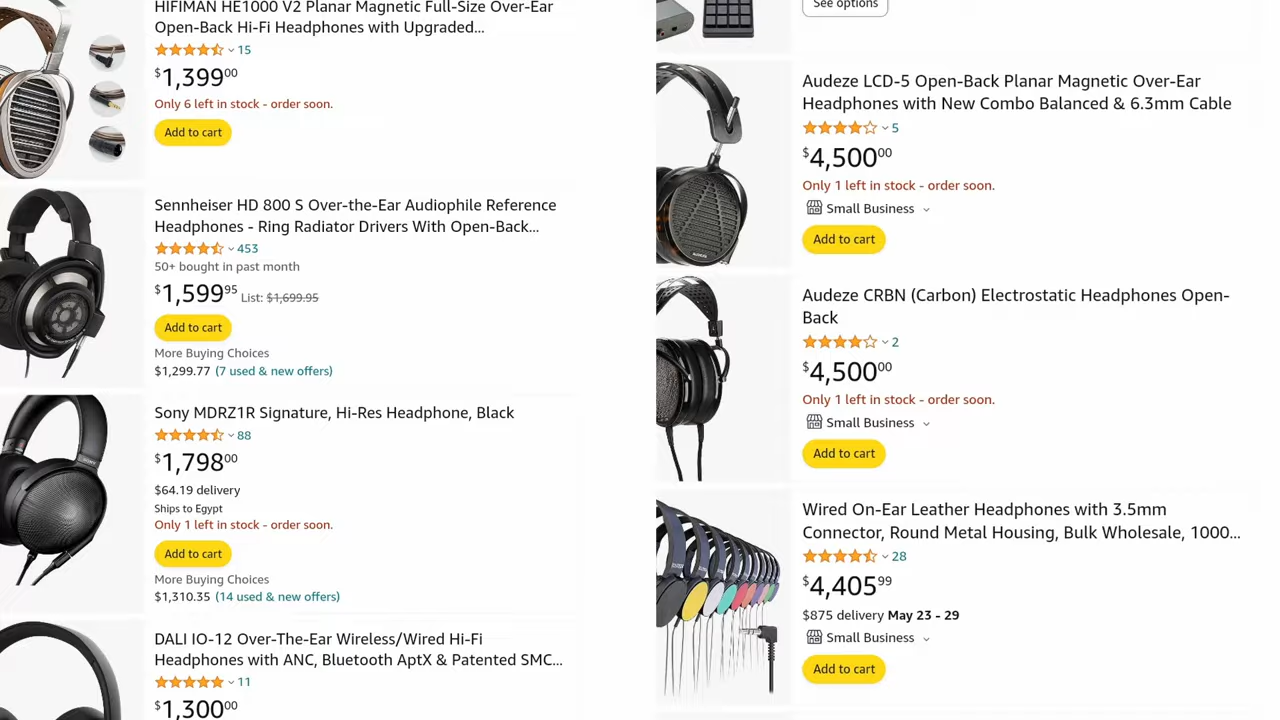 HIFIMAN HE1000 V2 Planar Magnetic Full-Size Over-Ear
Open-Back Hi-Fi Headphones with Upgraded...
15
$1,399.00
Only 6 left in stock - order soon.
Add to cart
Sennheiser HD 800 S Over-the-Ear Audiophile Reference
Headphones - Ring Radiator Drivers With Open-Back...
453
50+ bought in past month
$1,599.95 List: $1,699.95
Add to cart
More Buying Choices
$1,299.77 (7 used & new offers)
Sony MDRZ1R Signature, Hi-Res Headphone, Black
88
$1,798.00
$64.19 delivery
Ships to Egypt
Only 1 left in stock - order soon.
Add to cart
More Buying Choices
$1,310.35 (14 used & new offers)
DALI IO-12 Over-The-Ear Wireless/Wired Hi-Fi
Headphones with ANC, Bluetooth AptX & Patented SMC...
11
$1,300.00
See options
Audeze LCD-5 Open-Back Planar Magnetic Over-Ear
Headphones with New Combo Balanced & 6.3mm Cable
5
$4,500.00
Only 1 left in stock - order soon.
Small Business
Add to cart
Audeze CRBN (Carbon) Electrostatic Headphones Open-
Back
2
$4,500.00
Only 1 left in stock - order soon.
Small Business
Add to cart
Wired On-Ear Leather Headphones with 3.5mm
Connector, Round Metal Housing, Bulk Wholesale, 1000...
28
$4,405.99
$875 delivery May 23 - 29
Small Business
Add to cart